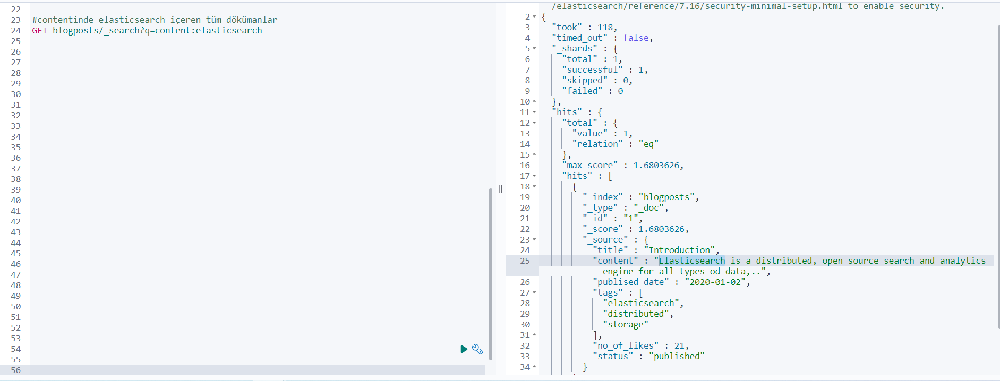 22
23 #contentinde elasticsearch içeren tüm dökümanlar
24 GET blogposts/_search?q=content:elasticsearch
25
26
27
28
29
30
31
32
33
34
35
36
37
38
39
40
41
42
43
44
45
46
47
48
49
50
51
52
53
54
55
56
/elasticsearch/reference/7.16/security-minimal-setup.html to enable security.
2 {
3 "took" : 118,
4 "timed_out" : false,
5 "_shards" : {
6 "total" : 1,
7 "successful" : 1,
8 "skipped" : 0,
9 "failed" : 0
10 },
11 "hits" : {
12 "total" : {
13 "value" : 1,
14 "relation" : "eq"
15 },
16 "max_score" : 1.6803626,
17 "hits" : [
18 {
19 "_index" : "blogposts",
20 "_type" : "_doc",
21 "_id" : "1",
22 "_score" : 1.6803626,
23 "_source" : {
24 "title" : "Introduction",
25 "content" : "Elasticsearch is a distributed, open source search and analytics
engine for all types od data,..",
26 "publised_date" : "2020-01-02",
27 "tags" : [
28 "elasticsearch",
29 "distributed",
30 "storage"
31 ],
32 "no_of_likes" : 21,
33 "status" : "published"
34 }